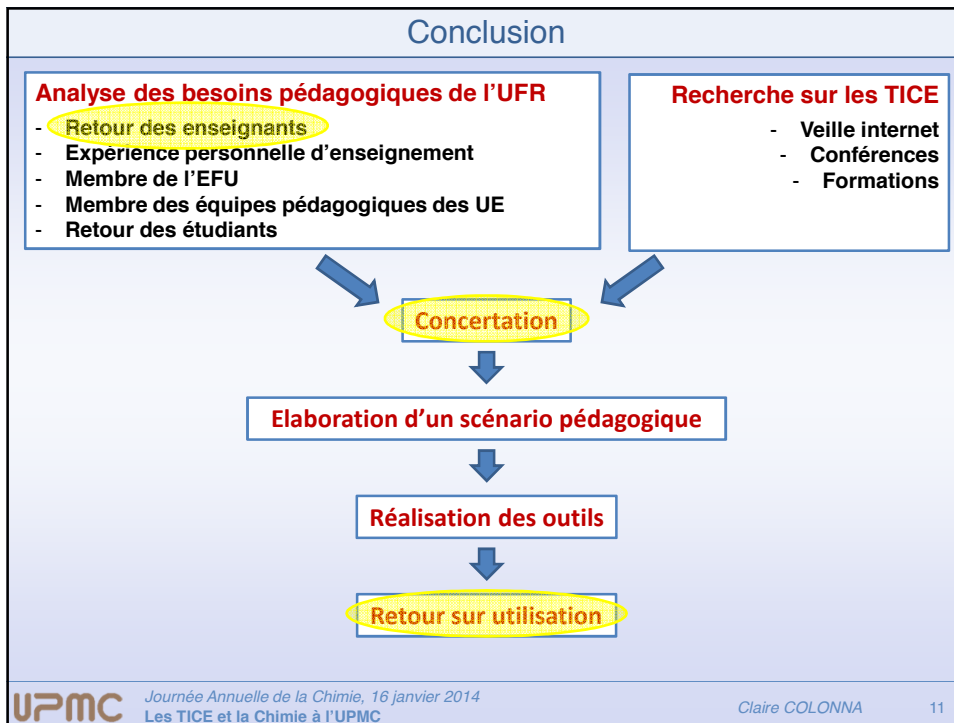 Conclusion
Analyse des besoins pédagogiques de l'UFR
- Retour des enseignants
- Expérience personnelle d'enseignement
- Membre de l'EFU
- Membre des équipes pédagogiques des UE
- Retour des étudiants
Recherche sur les TICE
- Veille internet
- Conférences
- Formations
Concertation
Elaboration d'un scénario pédagogique
Réalisation des outils
Retour sur utilisation
UPMC
Journée Annuelle de la Chimie, 16 janvier 2014
Les TICE et la Chimie à l'UPMC
Claire COLONNA 11